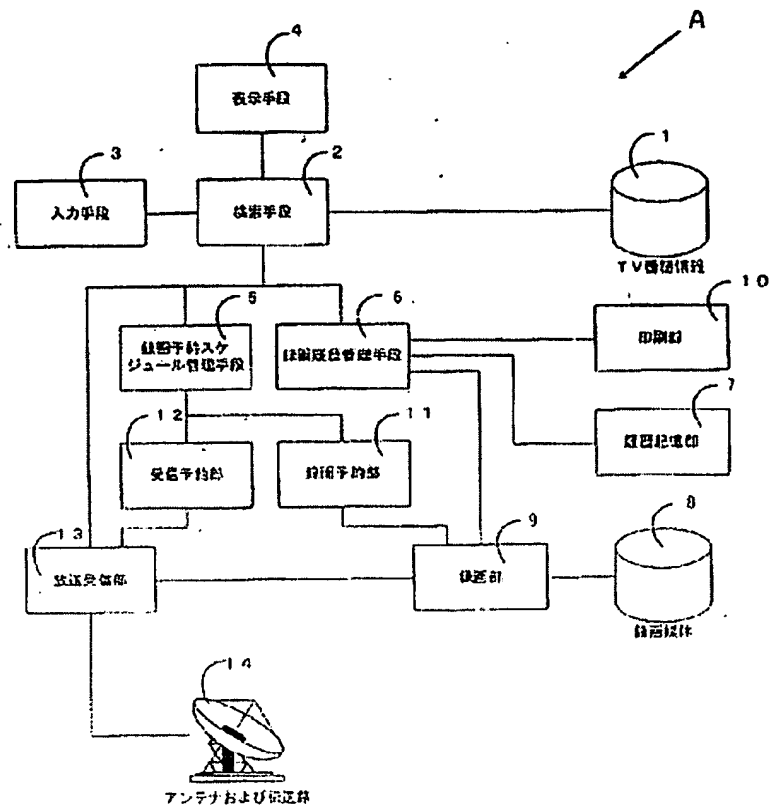 4
A
表示手段
3
2
1
入力手段
検索手段
TV番組情報
5
6
10
録画予約スケ
ジュール管理手段
録画履歴管理手段
印刷部
12
11
7
受信予約部
録画予約部
履歴記憶部
13
9
8
放送受信部
録画部
録画媒体
14
アンテナおよび伝送路